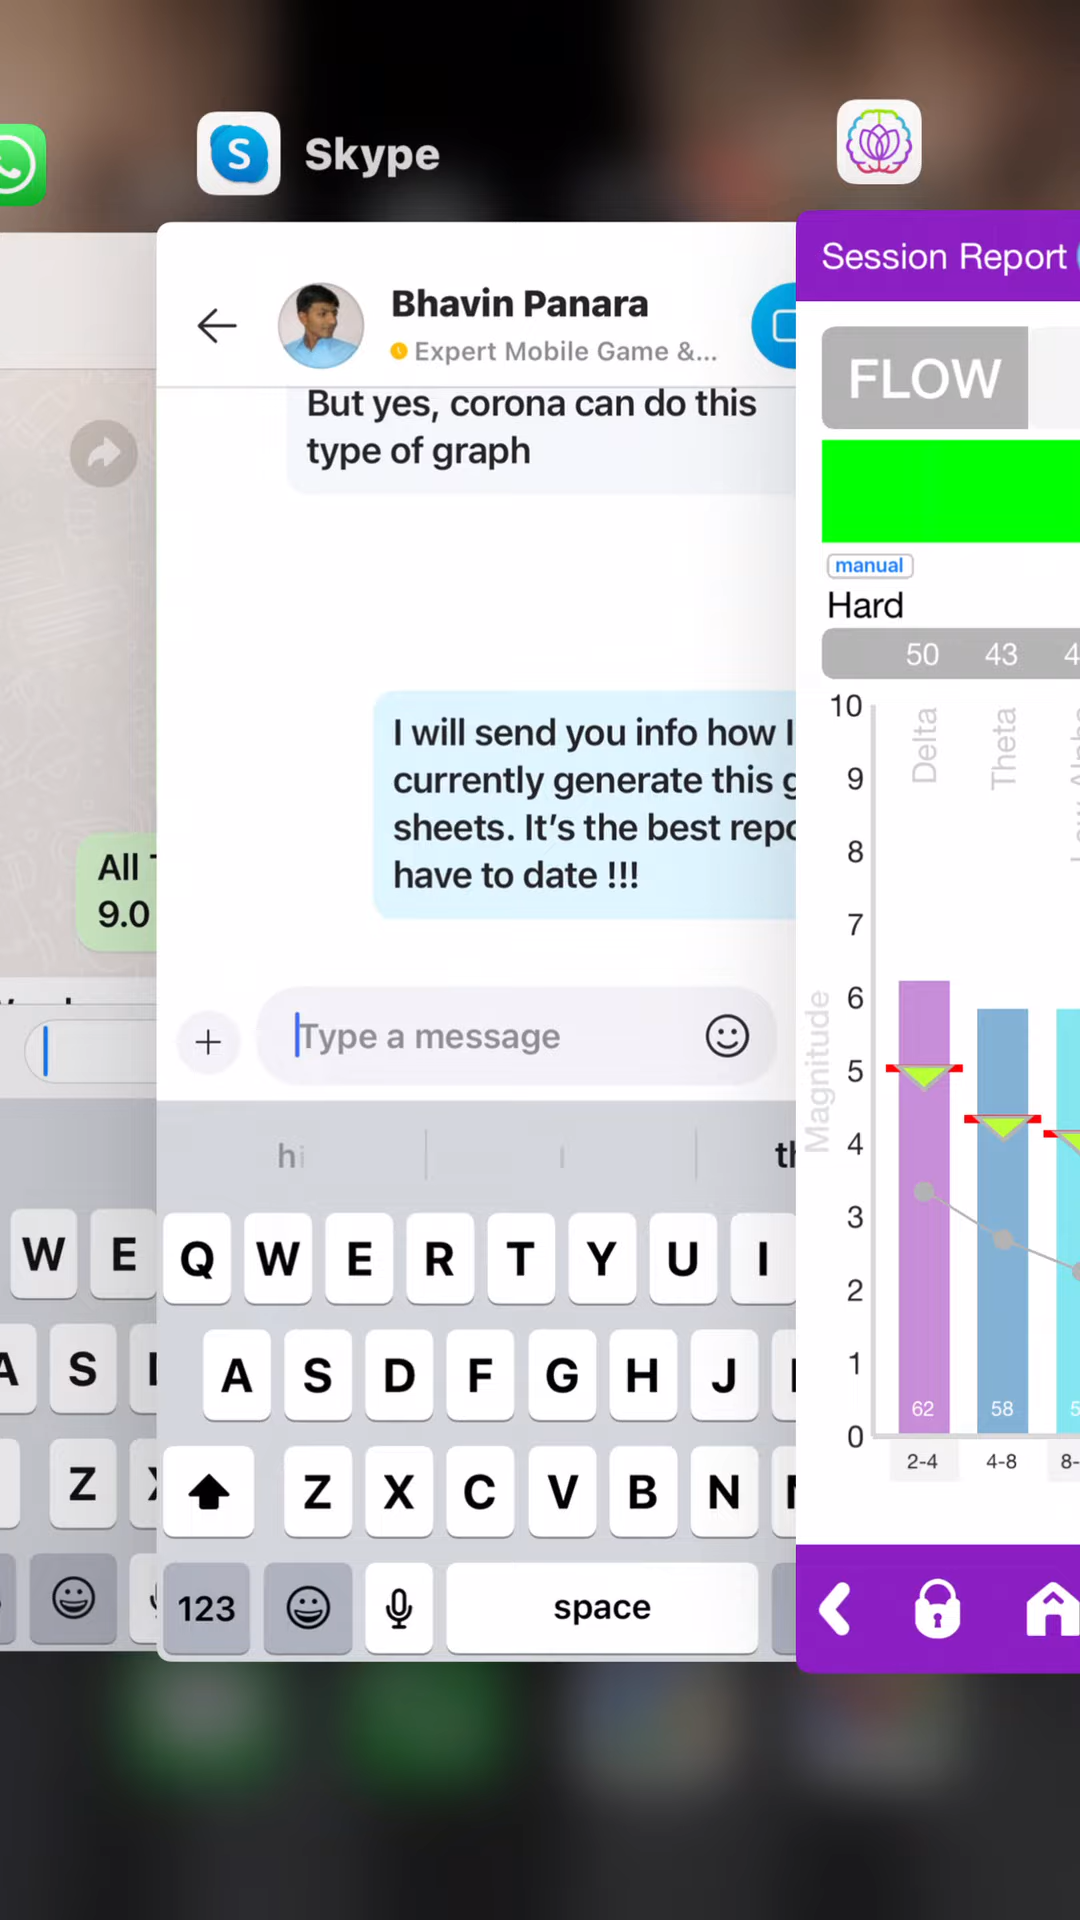 Skype
Bhavin Panara
Expert Mobile Game &...
But yes, corona can do this
type of graph
I will send you info how I
currently generate this
sheets. It's the best
have to date !!!
Type a message
hi
i
Q W E R T Y U I
A S D F G H J
Z X C V B N
123
space
All
9.0
W E
A S
Z
Session Report
FLOW
manual
Hard
50 43
10
9
8
7
6
5
4
3
2
1
0
Magnitude
Delta
Theta
Low Alpha
62 58
2-4 4-8